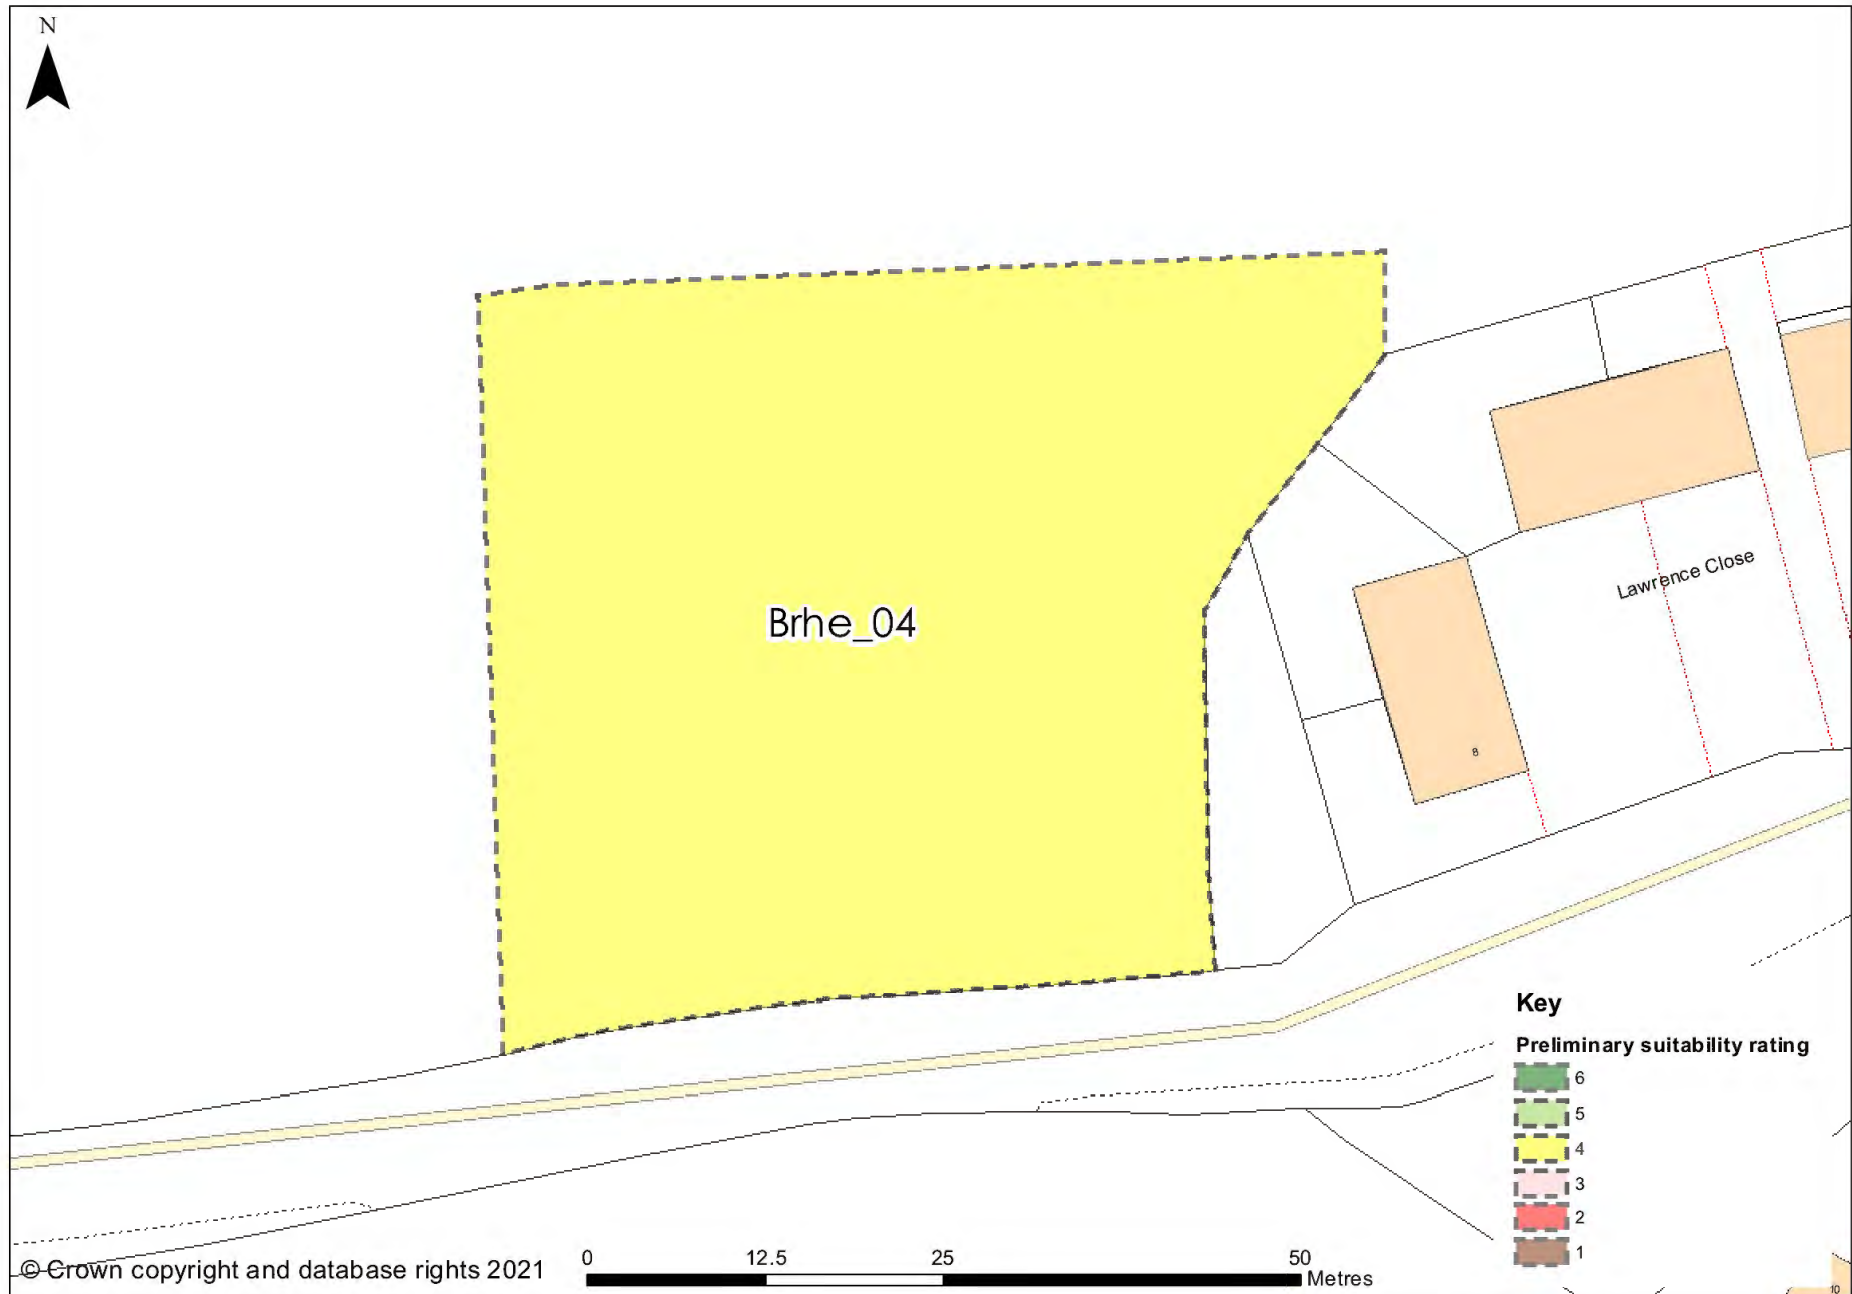 N
Brhe_04
Lawrence Close
8
Key
Preliminary suitability rating
6
5
4
3
2
1
0 12.5 25 50
Metres
© Crown copyright and database rights 2021
10